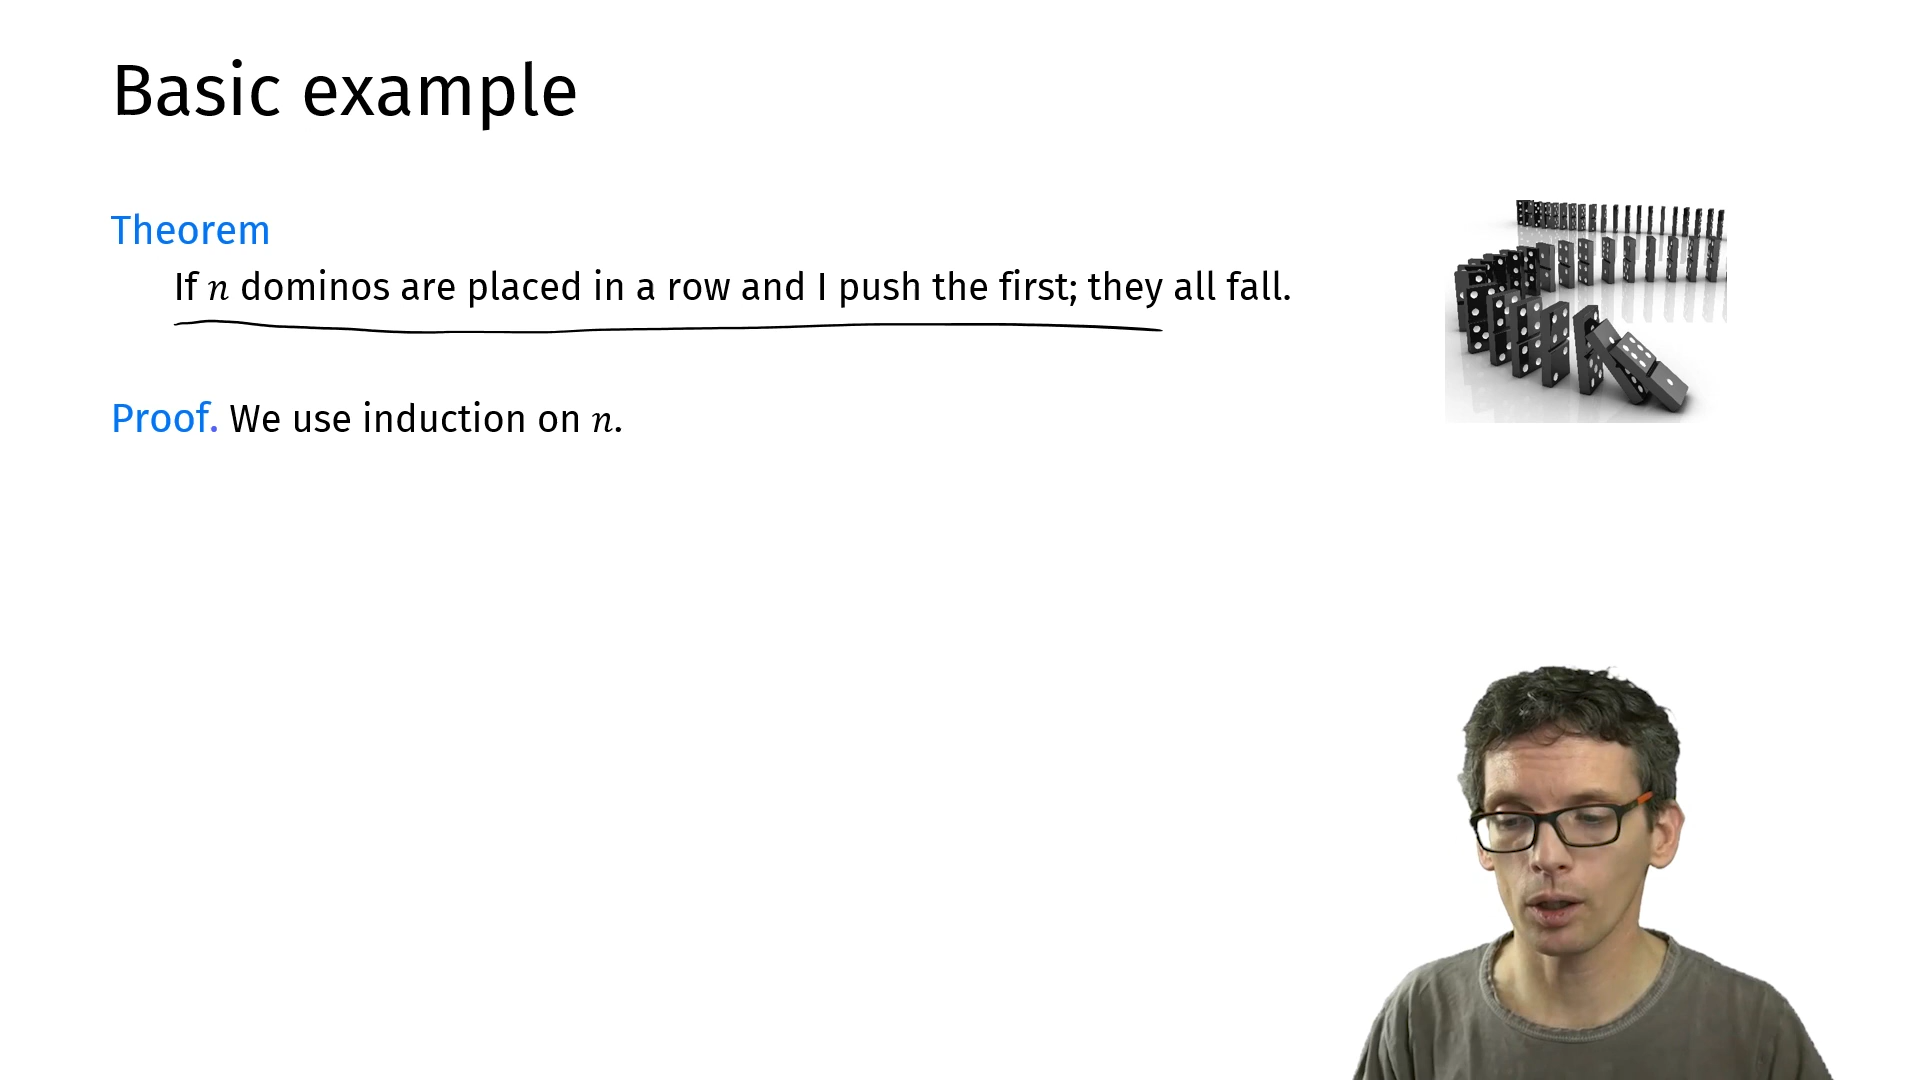 Basic example
Theorem
If n dominos are placed in a row and I push the first; they all fall.
Proof. We use induction on n.